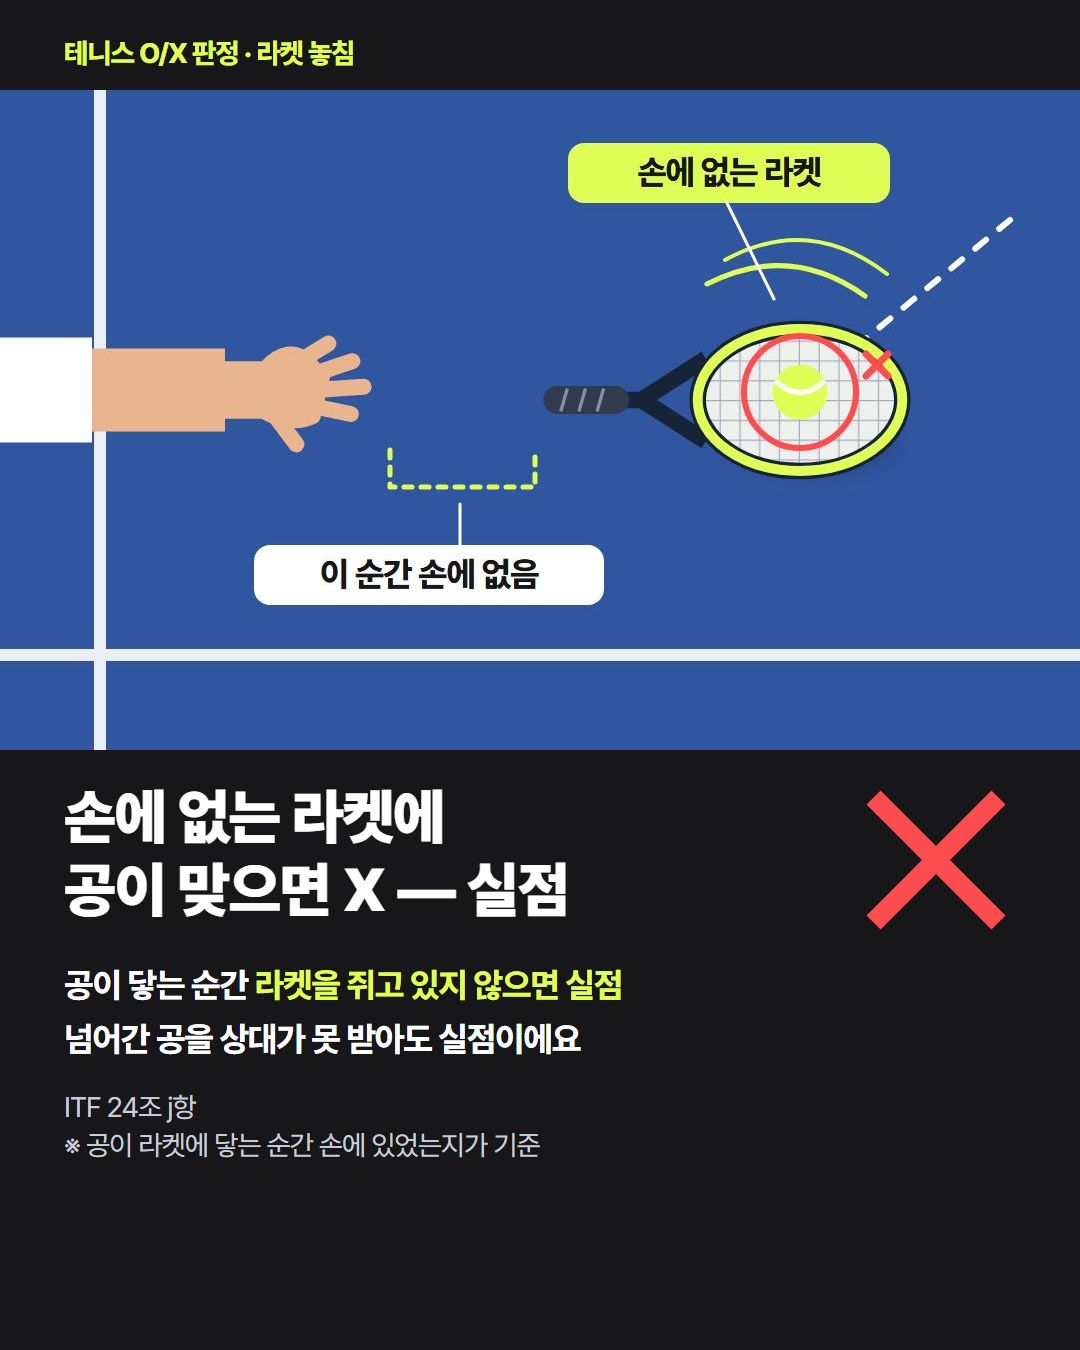 테니스 O/X 판정 · 라켓 놓침
손에 없는 라켓
이 순간 손에 없음
손에 없는 라켓에
공이 맞으면 X — 실점
공이 닿는 순간 라켓을 쥐고 있지 않으면 실점
넘어간 공을 상대가 못 받아도 실점이에요
ITF 24조 j항
※ 공이 라켓에 닿는 순간 손에 있었는지가 기준